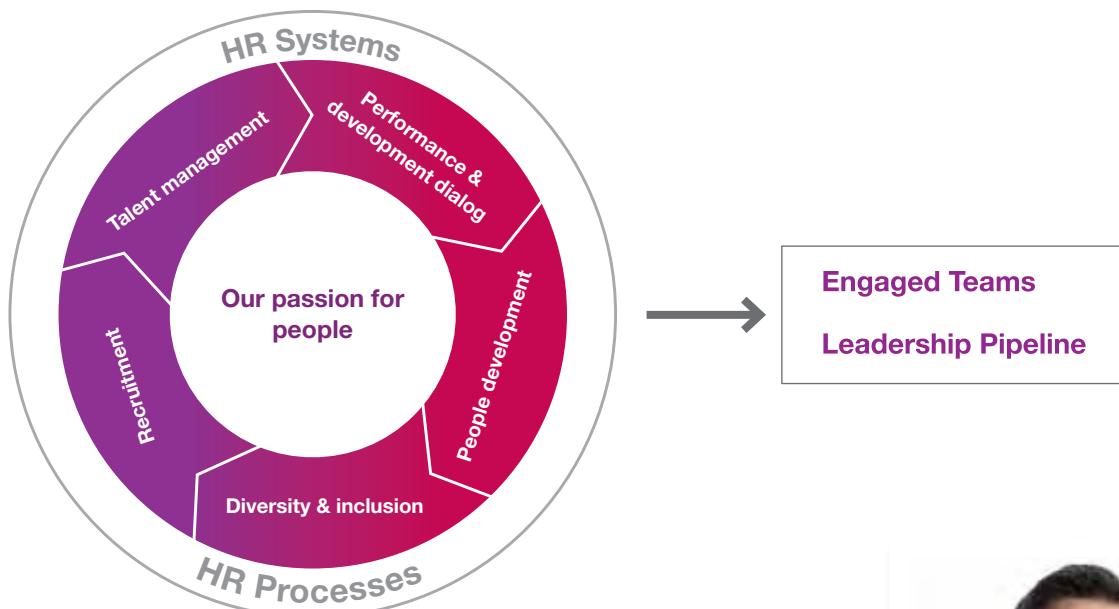 HR Systems
Talent management
Performance &
development dialog
Our passion for
people
Recruitment
People development
Diversity & inclusion
HR Processes
Engaged Teams
Leadership Pipeline